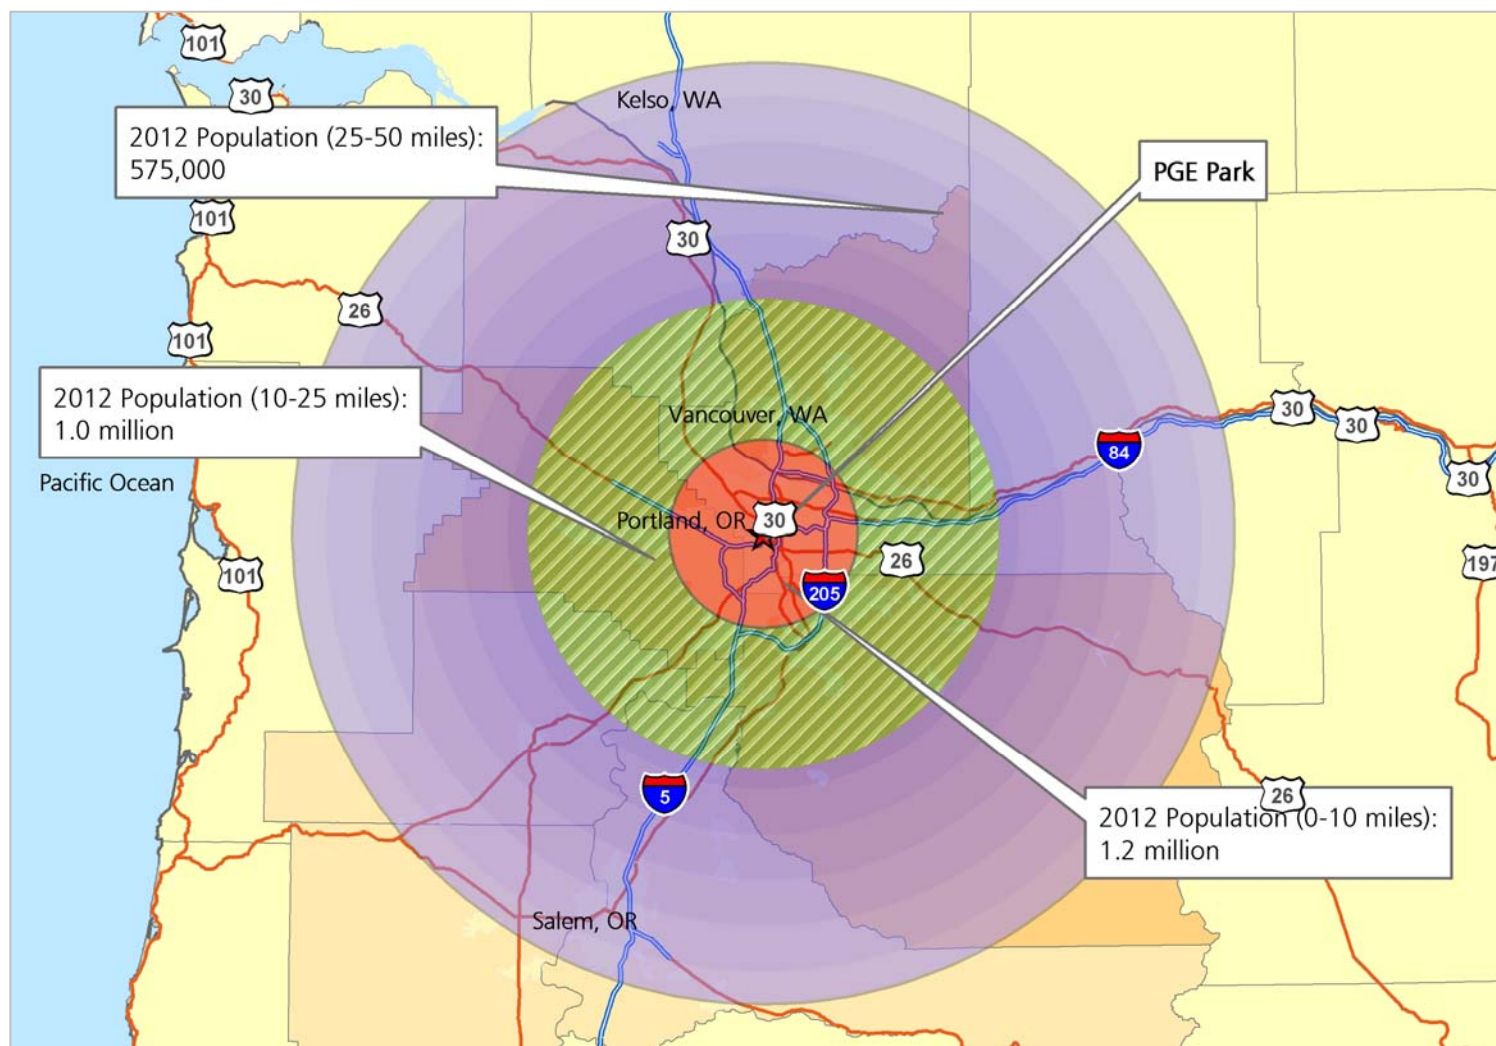 101
30
Kelso, WA
2012 Population (25-50 miles):
575,000
PGE Park
101
30
26
101
2012 Population (10-25 miles):
1.0 million
Vancouver, WA
30
30
84
30
Pacific Ocean
Portland, OR
30
26
197
101
205
5
26
2012 Population (0-10 miles):
1.2 million
Salem, OR